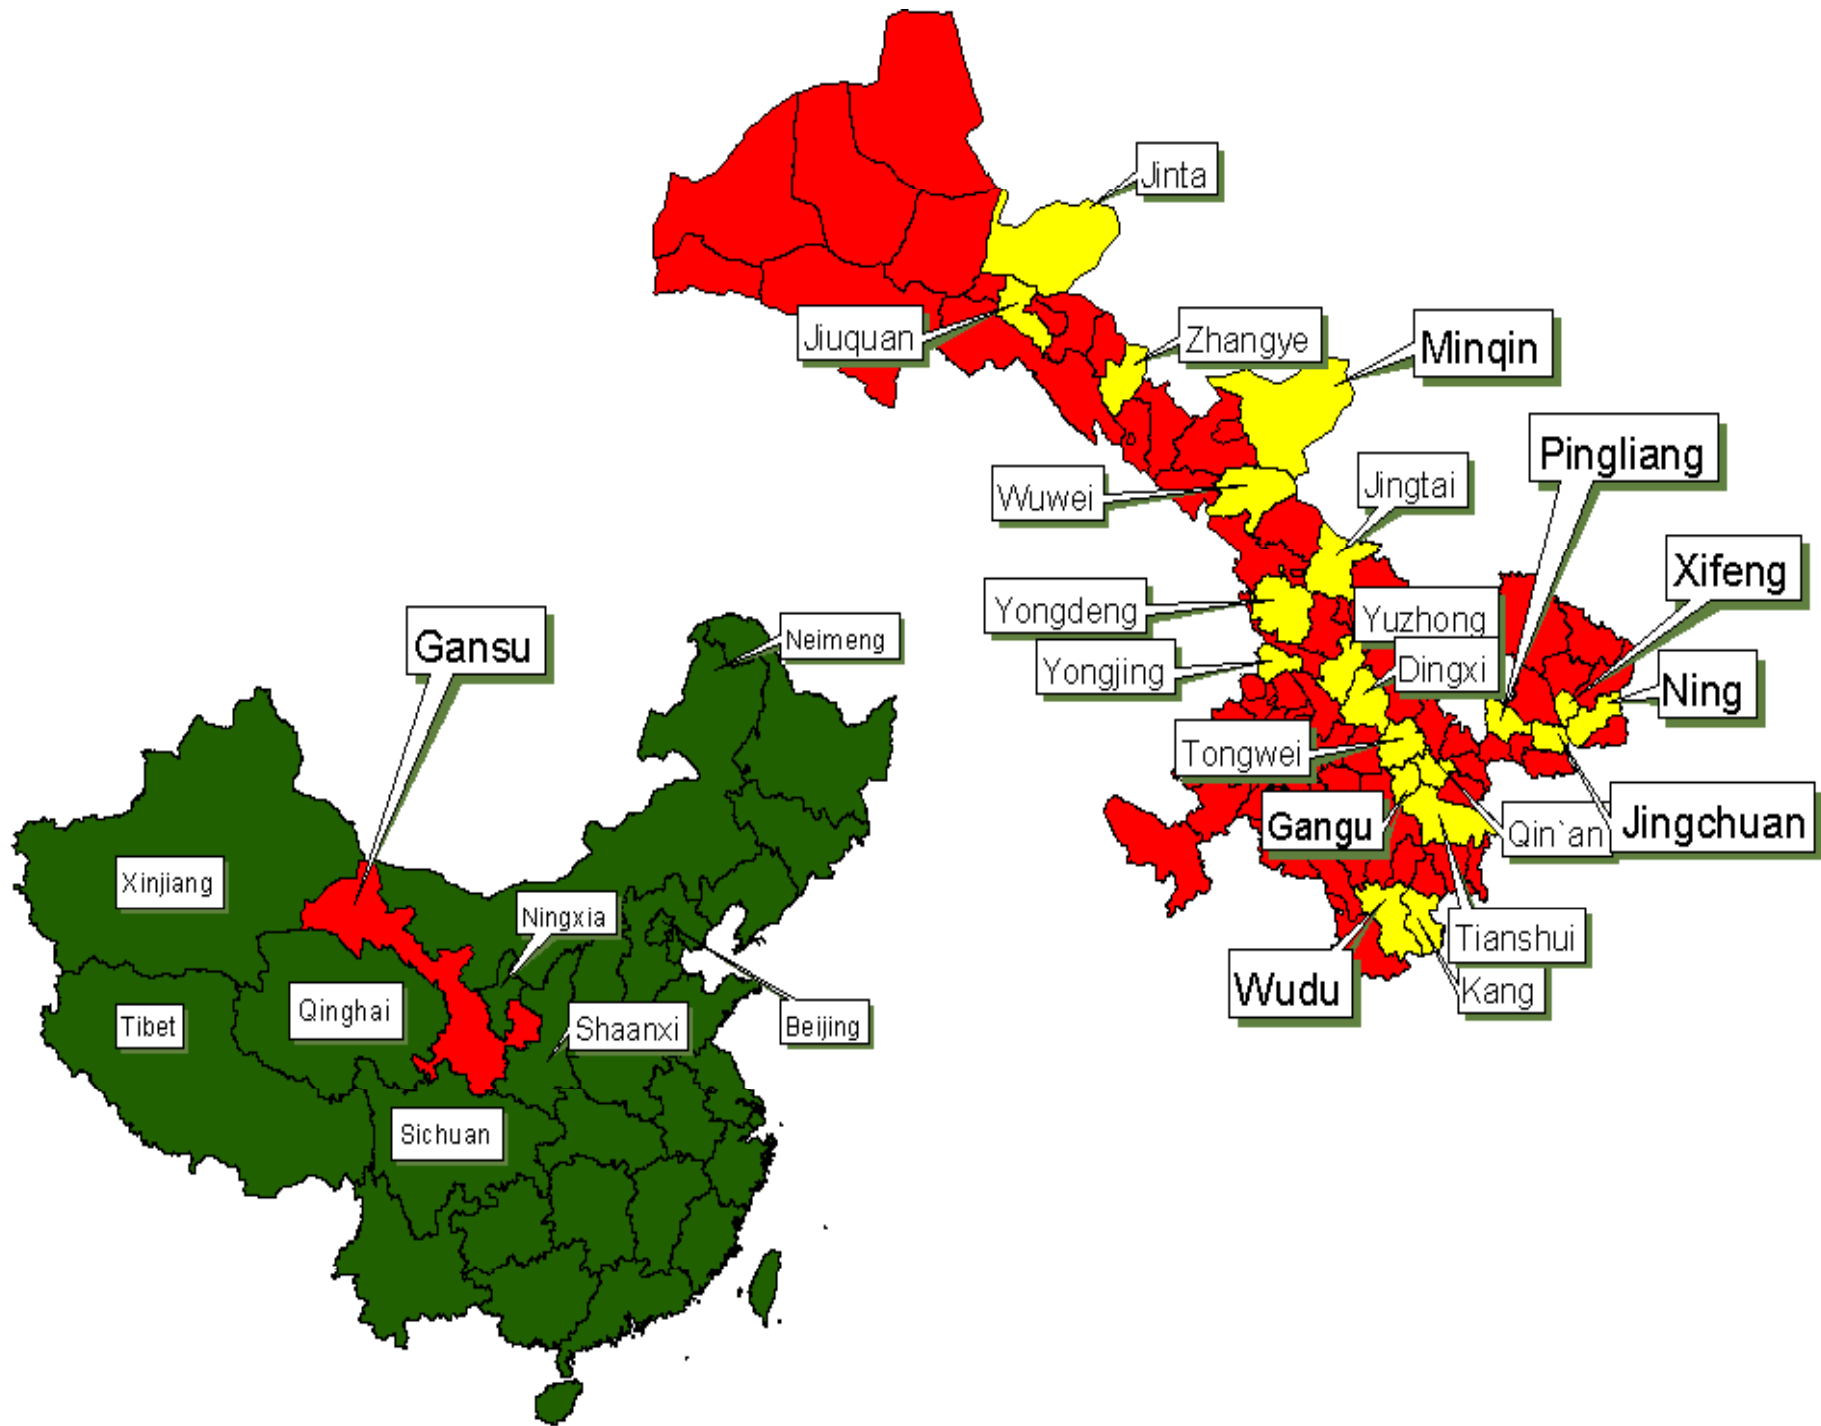 Jinta
Jiuquan
Zhangye
Minqin
Pingliang
Wuwei
Jingtai
Xifeng
Yongdeng
Yuzhong
Yongjing
Dingxi
Ning
Tongwei
Gangu
Qin`an
Jingchuan
Tianshui
Wudu
Kang
Gansu
Neimeng
Xinjiang
Ningxia
Qinghai
Tibet
Shaanxi
Beijing
Sichuan